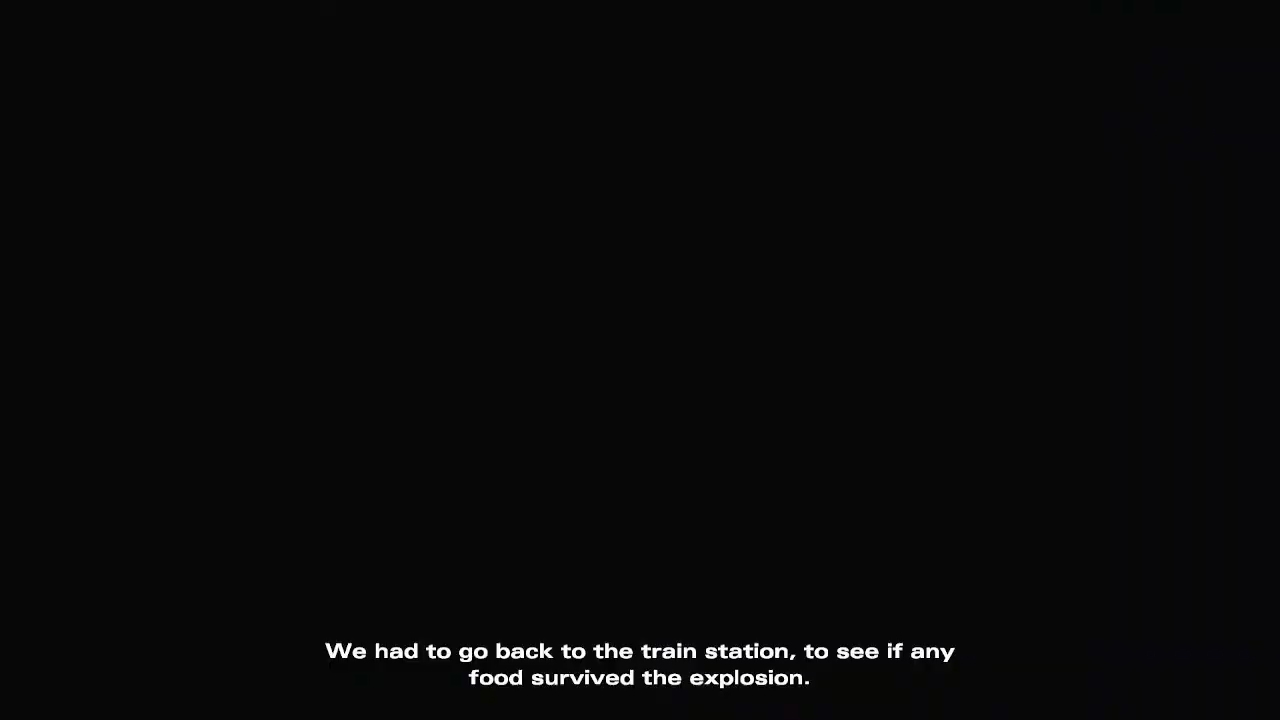 We had to go back to the train station, to see if any
food survived the explosion.